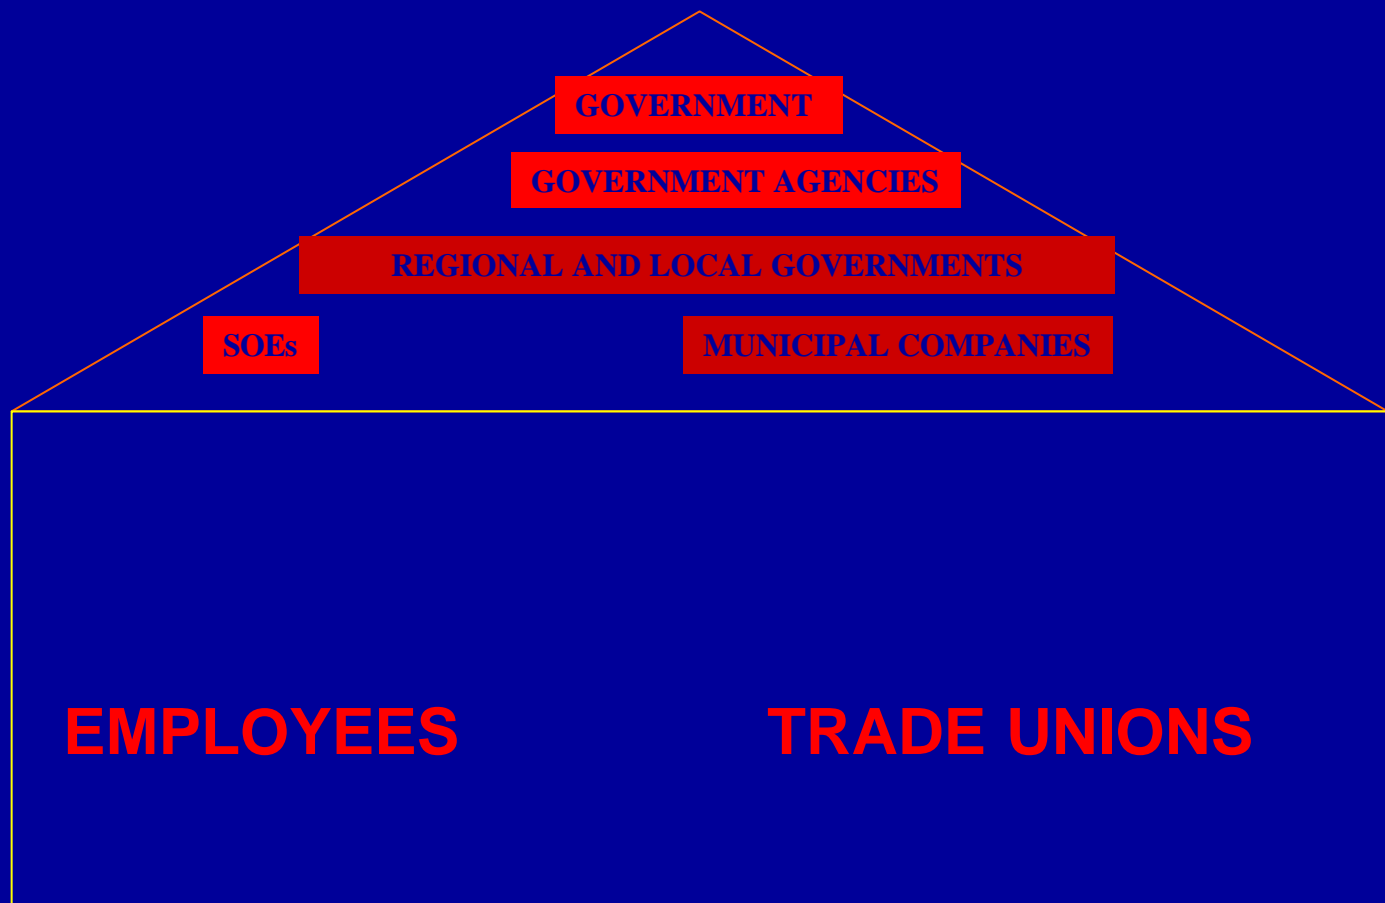 GOVERNMENT
GOVERNMENT AGENCIES
REGIONAL AND LOCAL GOVERNMENTS
SOEs
MUNICIPAL COMPANIES
EMPLOYEES
TRADE UNIONS